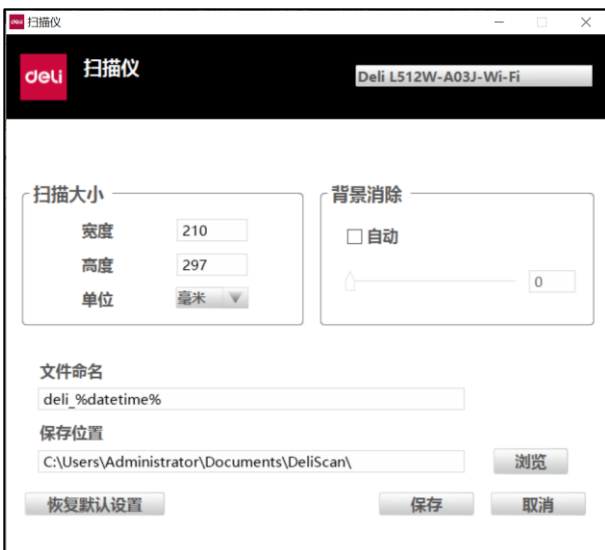 deli 扫描仪
deli 扫描仪
Deli L512W-A03J-Wi-Fi
扫描大小
宽度 210
高度 297
单位 毫米
背景消除
自动
0
文件命名
deli_%datetime%
保存位置
C:\Users\Administrator\Documents\DeliScan\ 浏览
恢复默认设置 保存 取消